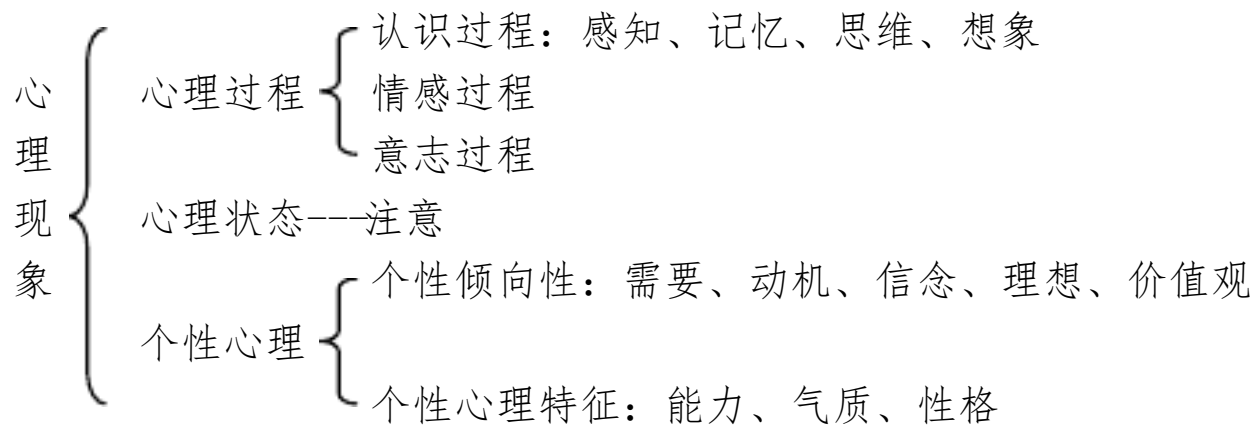 心理现象
心理过程
认识过程：感知、记忆、思维、想象
情感过程
意志过程
心理状态----注意
个性心理
个性倾向性：需要、动机、信念、理想、价值观
个性心理特征：能力、气质、性格